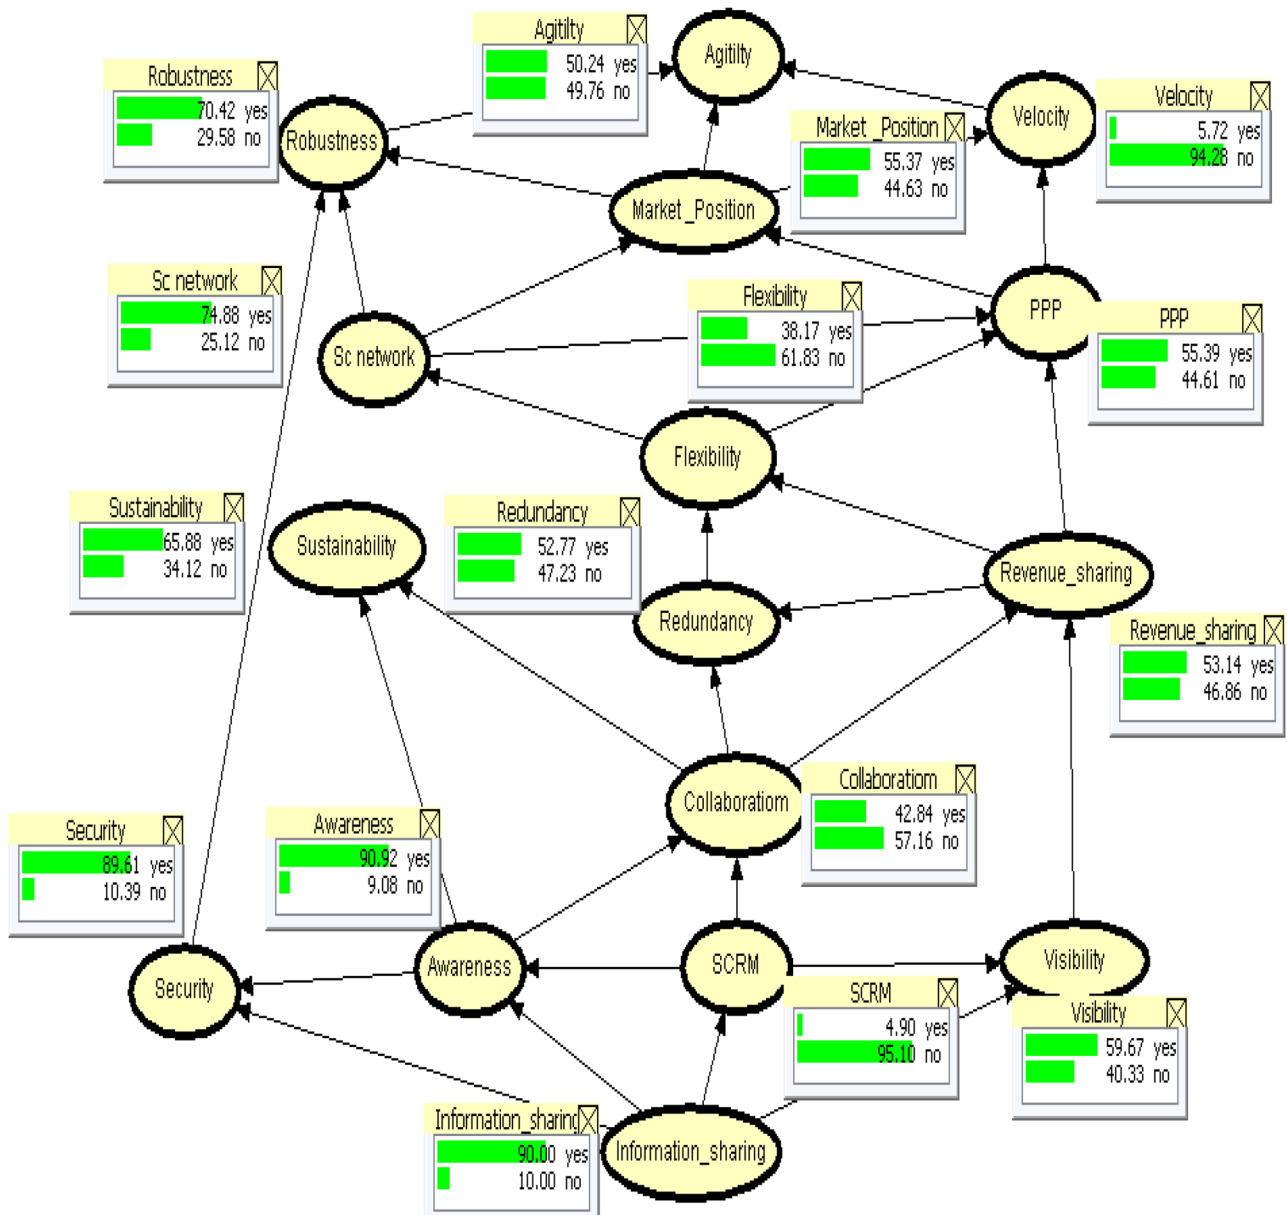 Agitilty
50.24 yes
49.76 no
Agitilty
Robustness
70.42 yes
29.58 no
Robustness
Velocity
Velocity
5.72 yes
94.28 no
Market _Position
55.37 yes
44.63 no
Market _Position
Sc network
74.88 yes
25.12 no
Sc network
Flexibility
38.17 yes
61.83 no
PPP
PPP
55.39 yes
44.61 no
Flexibility
Sustainability
65.88 yes
34.12 no
Sustainability
Redundancy
52.77 yes
47.23 no
Revenue_sharing
Redundancy
Revenue_sharing
53.14 yes
46.86 no
Collaboratiom
Collaboratiom
42.84 yes
57.16 no
Security
89.61 yes
10.39 no
Awareness
90.92 yes
9.08 no
Security
Awareness
SCRM
Visibility
SCRM
4.90 yes
95.10 no
Visibility
59.67 yes
40.33 no
Information_sharing
90.00 yes
10.00 no
Information_sharing